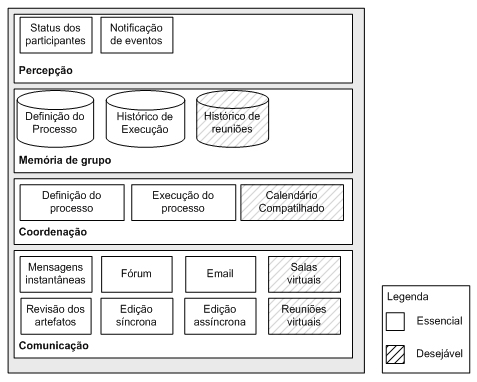 Status dos
participantes
Notificação
de eventos
Percepção
Definição do
Processo
Histórico de
Execução
Histórico de
reuniões
Memória de grupo
Definição do
processo
Execução do
processo
Calendário
Compatilhado
Coordenação
Mensagens
instantâneas
Fórum
Email
Salas
virtuais
Revisão dos
artefatos
Edição
síncrona
Edição
assíncrona
Reuniões
virtuais
Comunicação
Legenda
Essencial
Desejável